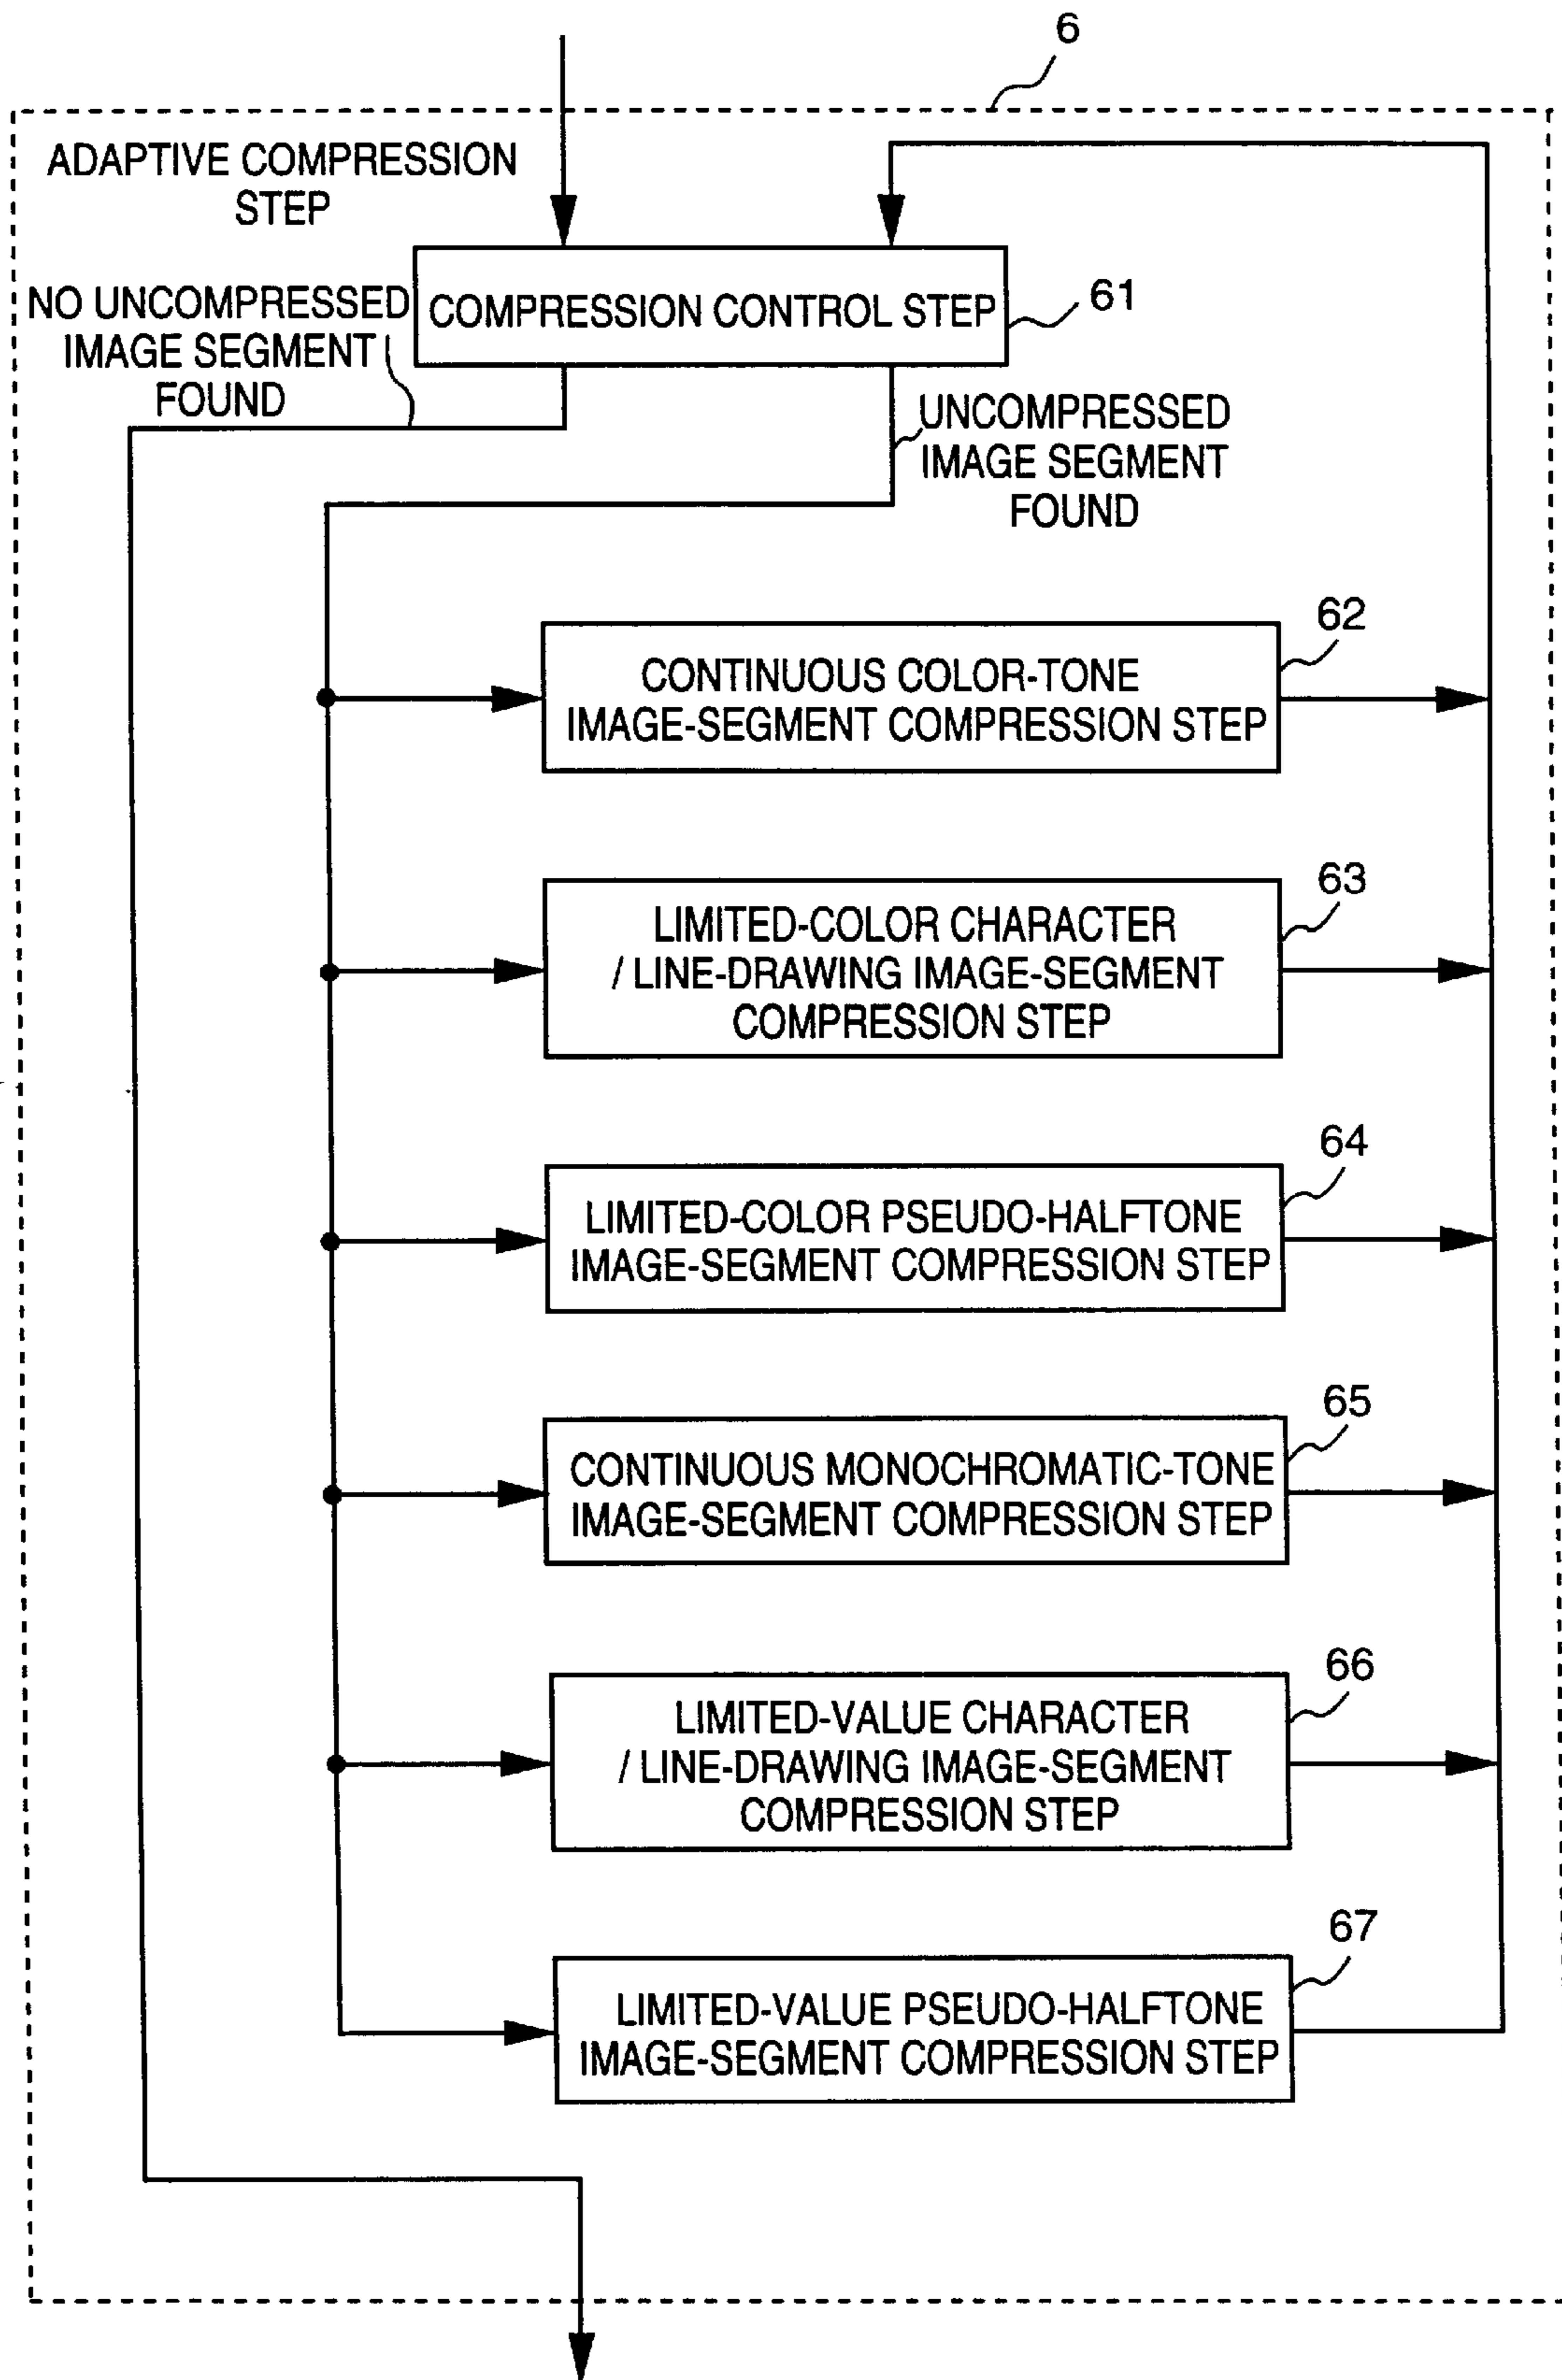 6
ADAPTIVE COMPRESSION
STEP
COMPRESSION CONTROL STEP
61
NO UNCOMPRESSED
IMAGE SEGMENT
FOUND
UNCOMPRESSED
IMAGE SEGMENT
FOUND
62
CONTINUOUS COLOR-TONE
IMAGE-SEGMENT COMPRESSION STEP
63
LIMITED-COLOR CHARACTER
/ LINE-DRAWING IMAGE-SEGMENT
COMPRESSION STEP
64
LIMITED-COLOR PSEUDO-HALFTONE
IMAGE-SEGMENT COMPRESSION STEP
65
CONTINUOUS MONOCHROMATIC-TONE
IMAGE-SEGMENT COMPRESSION STEP
66
LIMITED-VALUE CHARACTER
/ LINE-DRAWING IMAGE-SEGMENT
COMPRESSION STEP
67
LIMITED-VALUE PSEUDO-HALFTONE
IMAGE-SEGMENT COMPRESSION STEP